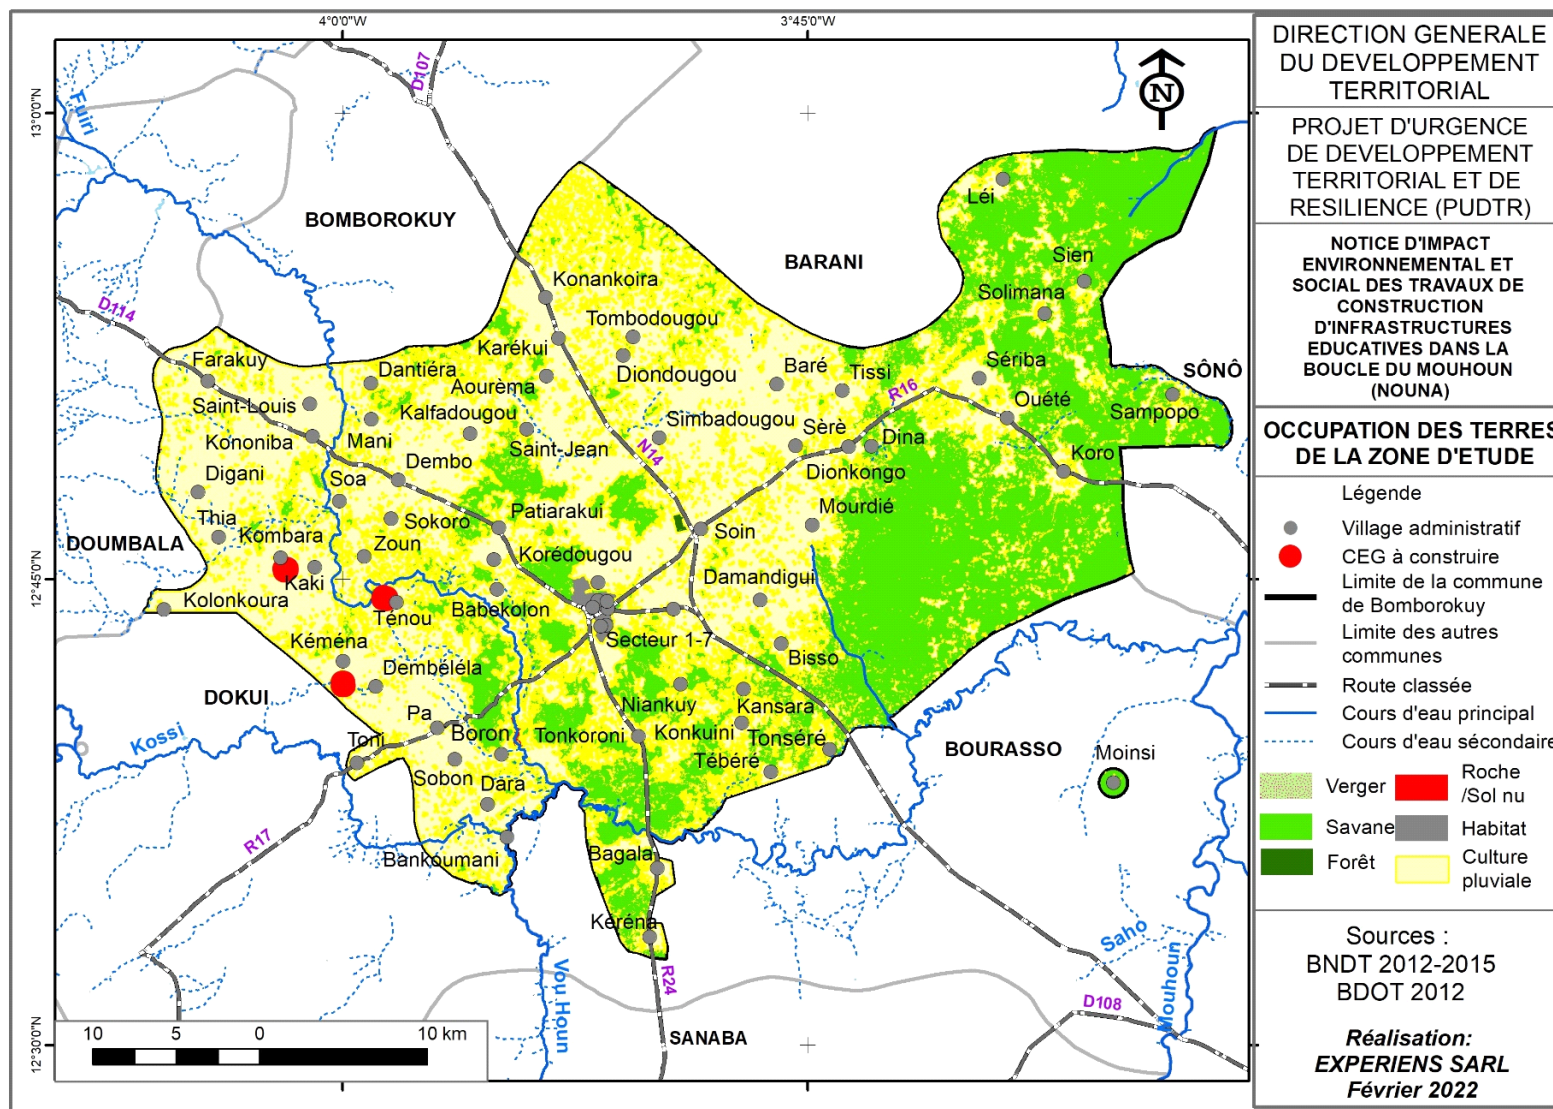 4°0'0"W
3°45'0"W
13°0'0"N
12°45'0"N
12°30'0"N
D107
Fuiri
BOMBOROKUY
BARANI
Léi
Sien
Solimana
Konankoira
Tombodougou
D114
Karékui
Farakuy
Dantiéra
Aourèma
Diondougou
Baré
Tissi
Sériba
SÔNÔ
R16
Saint-Louis
Kalfadougou
Simbadougou
Ouété
Sampopo
Kononiba
Mani
Saint-Jean
N14
Sèrè
Dina
Digani
Soa
Dembo
Dionkongo
Koro
Thia
Kombara
Sokoro
Patiarakui
Mourdié
DOUMBALA
Zoun
Korédougou
Soin
Kaki
Damandigui
Kolonkoura
Ténou
Babekolon
Kéména
Secteur 1-7
Bisso
Dembéléla
DOKUI
Niankuy
Kansara
Pa
Kossi
Toni
Boron
Tonkoroni
Konkuini
Tonséré
BOURASSO
Moinsi
Sobon
Tébéré
Dara
R17
Bankoumani
Bagala
Kéréna
Saho
Vou Houn
R24
Mouhoun
D108
SANABA
10 5 0 10 km
N
DIRECTION GENERALE
DU DEVELOPPEMENT
TERRITORIAL
PROJET D'URGENCE
DE DEVELOPPEMENT
TERRITORIAL ET DE
RESILIENCE (PUDTR)
NOTICE D'IMPACT
ENVIRONNEMENTAL ET
SOCIAL DES TRAVAUX DE
CONSTRUCTION
D'INFRASTRUCTURES
EDUCATIVES DANS LA
BOUCLE DU MOUHOUN
(NOUNA)
OCCUPATION DES TERRES
DE LA ZONE D'ETUDE
Légende
Village administratif
CEG à construire
Limite de la commune
de Bomborokuy
Limite des autres
communes
Route classée
Cours d'eau principal
Cours d'eau sécondaire
Verger
Roche
/Sol nu
Savane
Habitat
Forêt
Culture
pluviale
Sources :
BNDT 2012-2015
BDOT 2012
Réalisation:
EXPERIENS SARL
Février 2022